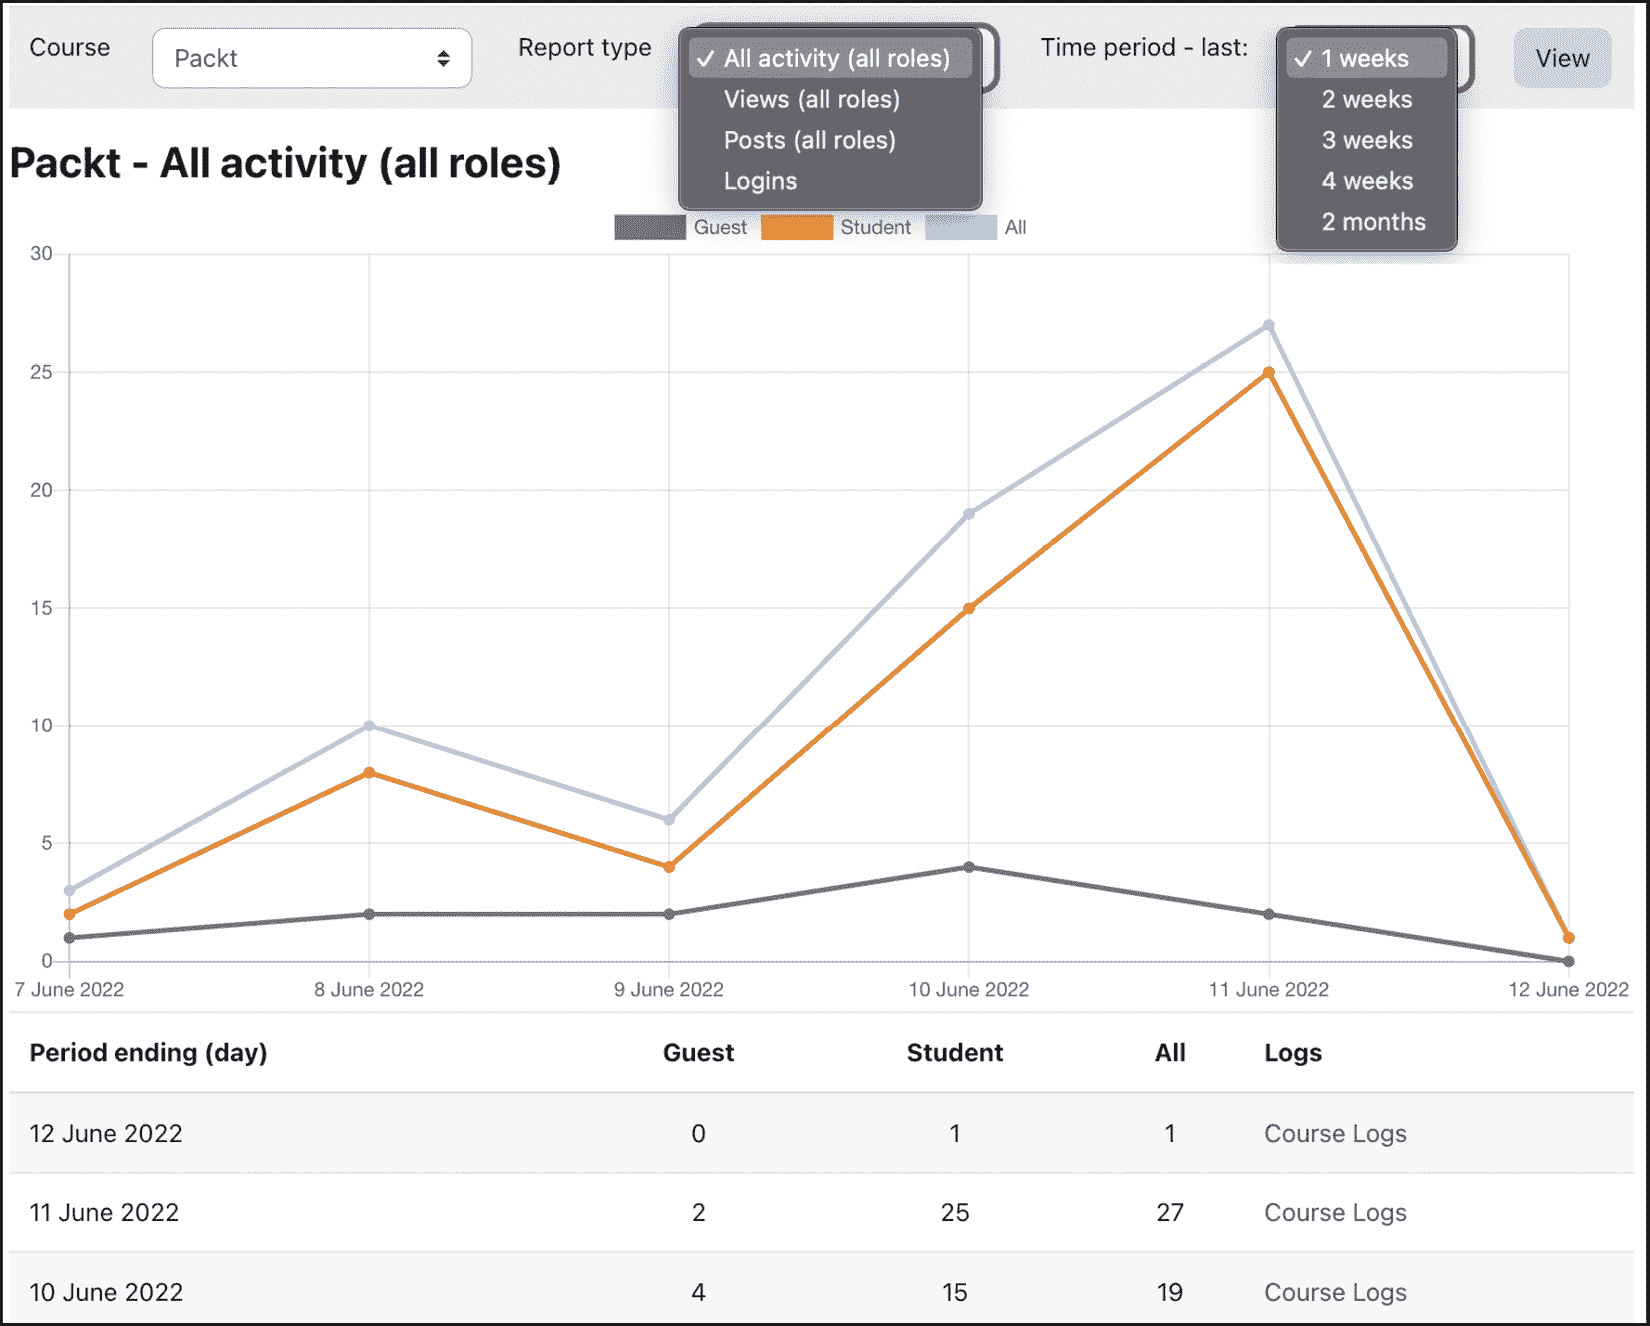 Course
Packt
Report type
✓ All activity (all roles)
Views (all roles)
Posts (all roles)
Logins
Time period - last:
✓ 1 weeks
2 weeks
3 weeks
4 weeks
2 months
View
Packt - All activity (all roles)
Guest Student All
30
25
20
15
10
5
0
7 June 2022 8 June 2022 9 June 2022 10 June 2022 11 June 2022 12 June 2022
Period ending (day) Guest Student All Logs
12 June 2022 0 1 1 Course Logs
11 June 2022 2 25 27 Course Logs
10 June 2022 4 15 19 Course Logs